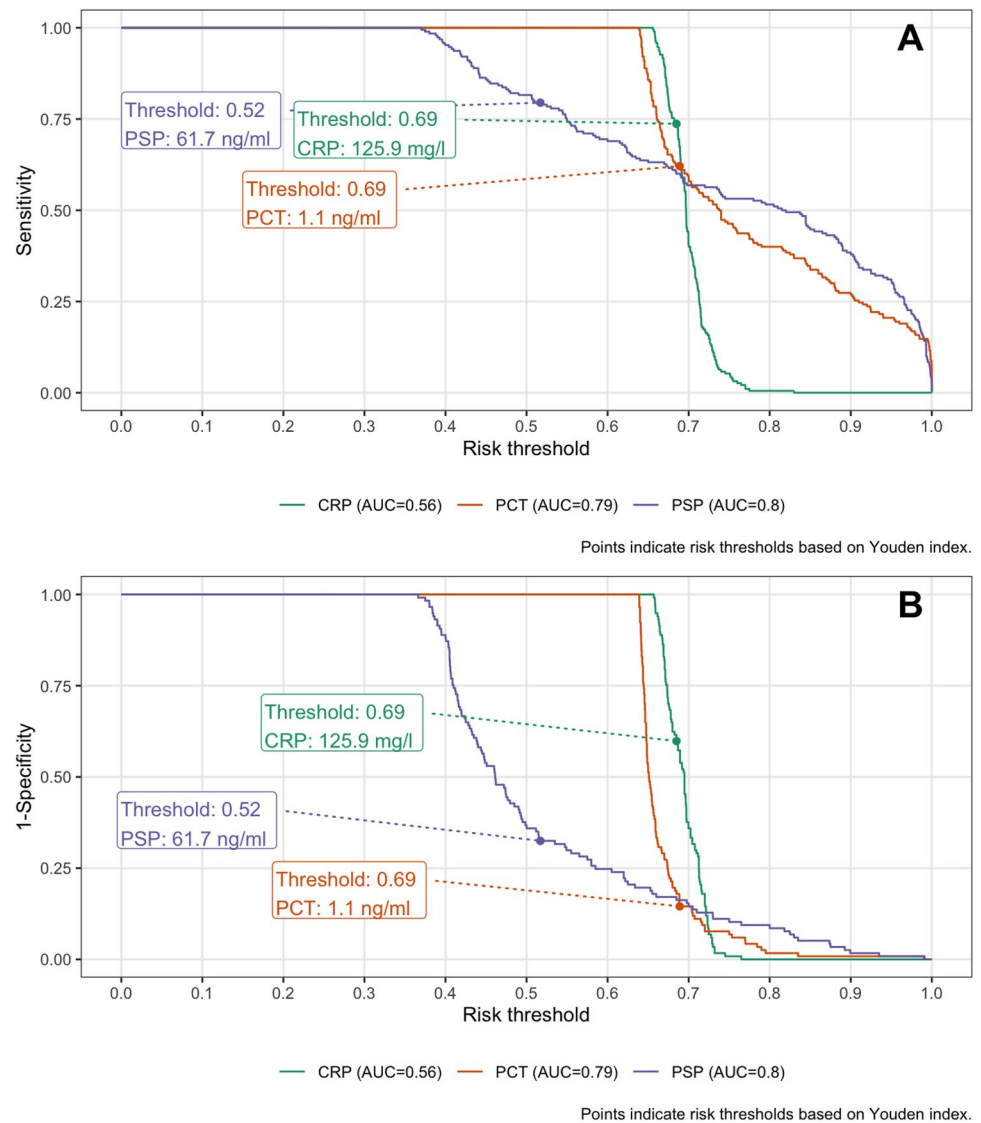 A
1.00
0.75
0.50
0.25
0.00
Sensitivity
Threshold: 0.52
PSP: 61.7 ng/ml
Threshold: 0.69
CRP: 125.9 mg/l
Threshold: 0.69
PCT: 1.1 ng/ml
0.0 0.1 0.2 0.3 0.4 0.5 0.6 0.7 0.8 0.9 1.0
Risk threshold
CRP (AUC=0.56) PCT (AUC=0.79) PSP (AUC=0.8)
Points indicate risk thresholds based on Youden index.
B
1.00
0.75
0.50
0.25
0.00
1-Specificity
Threshold: 0.69
CRP: 125.9 mg/l
Threshold: 0.52
PSP: 61.7 ng/ml
Threshold: 0.69
PCT: 1.1 ng/ml
0.0 0.1 0.2 0.3 0.4 0.5 0.6 0.7 0.8 0.9 1.0
Risk threshold
CRP (AUC=0.56) PCT (AUC=0.79) PSP (AUC=0.8)
Points indicate risk thresholds based on Youden index.